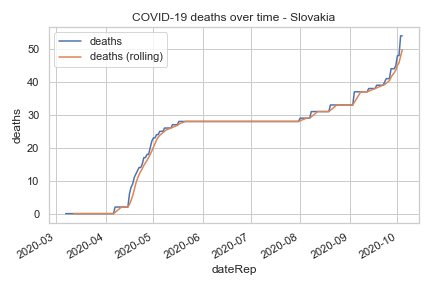 COVID-19 deaths over time - Slovakia
deaths
deaths (rolling)
50
40
30
20
10
0
deaths
2020-03
2020-04
2020-05
2020-06
2020-07
2020-08
2020-09
2020-10
dateRep